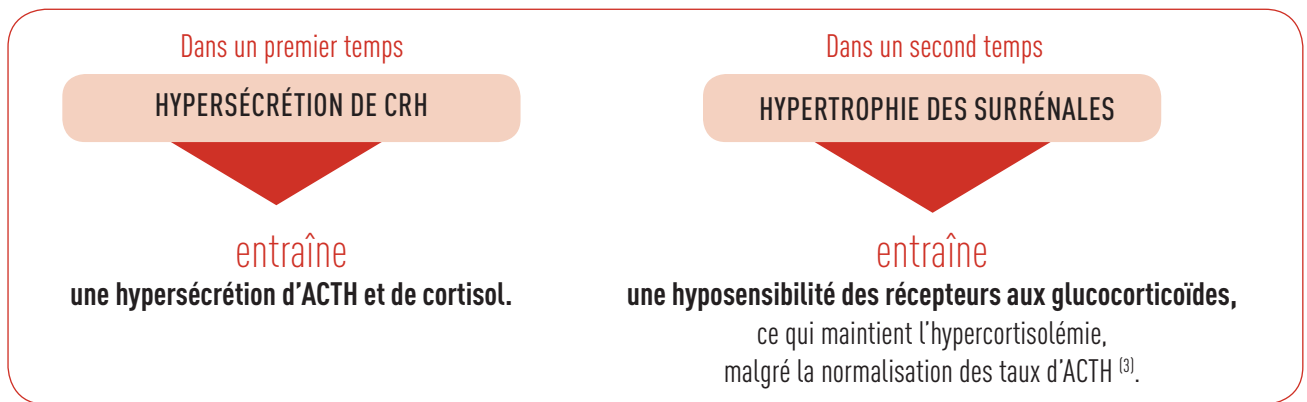 Dans un premier temps
HYPERSÉCRÉTION DE CRH
entraîne
une hypersécrétion d'ACTH et de cortisol.
Dans un second temps
HYPERTROPHIE DES SURRÉNALES
entraîne
une hyposensibilité des récepteurs aux glucocorticoïdes,
ce qui maintient l'hypercortisolémie,
malgré la normalisation des taux d'ACTH (3).